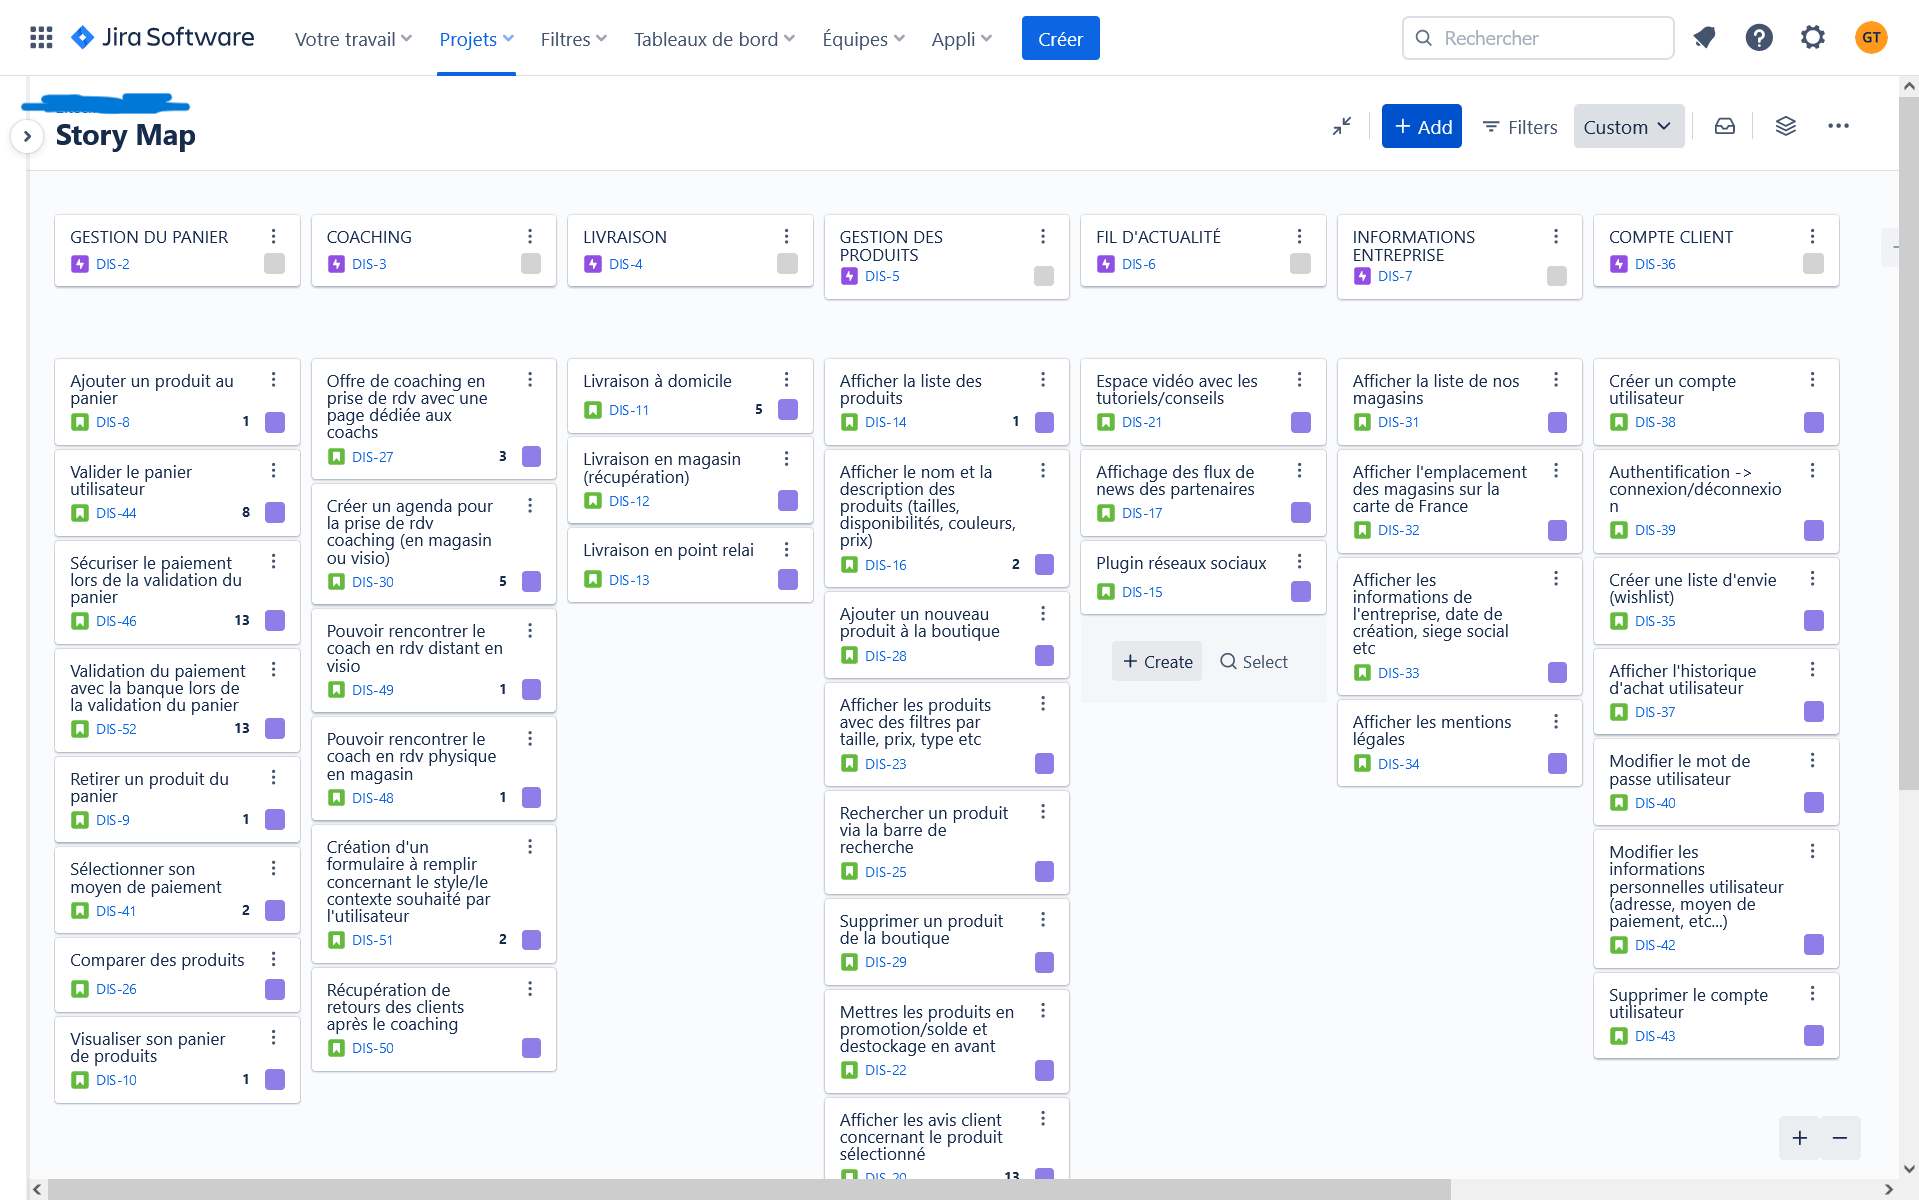 Jira Software
Votre travail
Projets
Filtres
Tableaux de bord
Équipes
Appli
Créer
Rechercher
GT
Story Map
+ Add
Filters
Custom
GESTION DU PANIER
DIS-2
COACHING
DIS-3
LIVRAISON
DIS-4
GESTION DES
PRODUITS
DIS-5
FIL D'ACTUALITÉ
DIS-6
INFORMATIONS
ENTREPRISE
DIS-7
COMPTE CLIENT
DIS-36
Ajouter un produit au
panier
DIS-8 1
Valider le panier
utilisateur
DIS-44 8
Sécuriser le paiement
lors de la validation du
panier
DIS-46 13
Validation du paiement
avec la banque lors de
la validation du panier
DIS-52 13
Retirer un produit du
panier
DIS-9 1
Sélectionner son
moyen de paiement
DIS-41 2
Comparer des produits
DIS-26
Visualiser son panier
de produits
DIS-10 1
Offre de coaching en
prise de rdv avec une
page dédiée aux
coachs
DIS-27 3
Créer un agenda pour
la prise de rdv
coaching (en magasin
ou visio)
DIS-30 5
Pouvoir rencontrer le
coach en rdv distant en
visio
DIS-49 1
Pouvoir rencontrer le
coach en rdv physique
en magasin
DIS-48 1
Création d'un
formulaire à remplir
concernant le style/le
contexte souhaité par
l'utilisateur
DIS-51 2
Récupération de
retours des clients
après le coaching
DIS-50
Livraison à domicile
DIS-11 5
Livraison en magasin
(récupération)
DIS-12
Livraison en point relai
DIS-13
Afficher la liste des
produits
DIS-14 1
Afficher le nom et la
description des
produits (tailles,
disponibilités, couleurs,
prix)
DIS-16 2
Ajouter un nouveau
produit à la boutique
DIS-28
Afficher les produits
avec des filtres par
taille, prix, type etc
DIS-23
Rechercher un produit
via la barre de
recherche
DIS-25
Supprimer un produit
de la boutique
DIS-29
Mettres les produits en
promotion/solde et
destockage en avant
DIS-22
Afficher les avis client
concernant le produit
sélectionné
DIS-20 13
Espace vidéo avec les
tutoriels/conseils
DIS-21
Affichage des flux de
news des partenaires
DIS-17
Plugin réseaux sociaux
DIS-15
+ Create
Select
Afficher la liste de nos
magasins
DIS-31
Afficher l'emplacement
des magasins sur la
carte de France
DIS-32
Afficher les
informations de
l'entreprise, date de
création, siege social
etc
DIS-33
Afficher les mentions
légales
DIS-34
Créer un compte
utilisateur
DIS-38
Authentification ->
connexion/déconnexio
n
DIS-39
Créer une liste d'envie
(wishlist)
DIS-35
Afficher l'historique
d'achat utilisateur
DIS-37
Modifier le mot de
passe utilisateur
DIS-40
Modifier les
informations
personnelles utilisateur
(adresse, moyen de
paiement, etc...)
DIS-42
Supprimer le compte
utilisateur
DIS-43